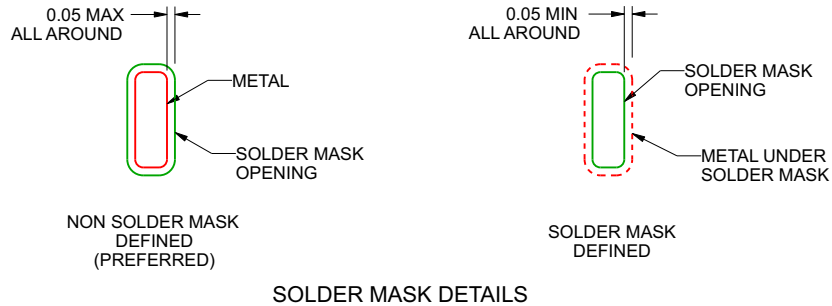 0.05 MAX
ALL AROUND
METAL
SOLDER MASK
OPENING
NON SOLDER MASK
DEFINED
(PREFERRED)
0.05 MIN
ALL AROUND
SOLDER MASK
OPENING
METAL UNDER
SOLDER MASK
SOLDER MASK
DEFINED
SOLDER MASK DETAILS